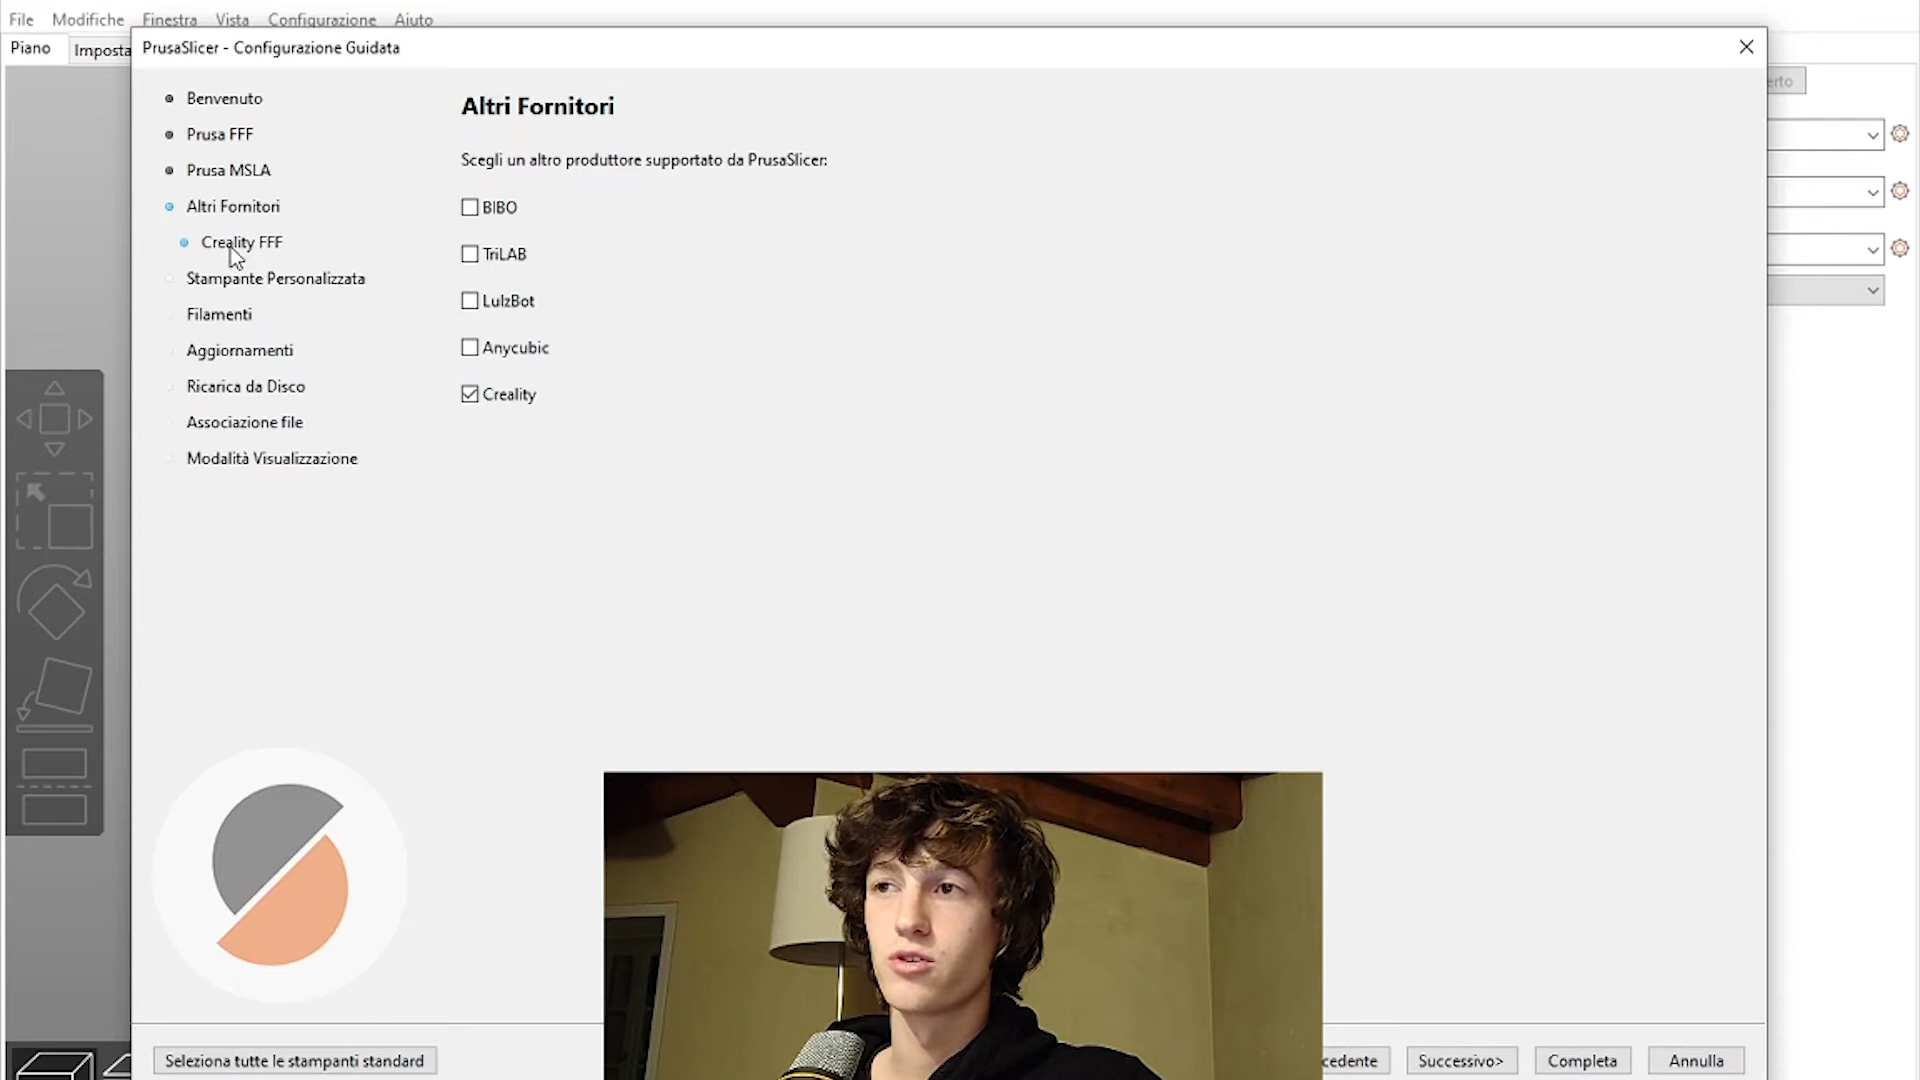 File Modifiche Finestra Vista Configurazione Aiuto
Piano
PrusaSlicer - Configurazione Guidata
Benvenuto
Prusa FFF
Prusa MSLA
Altri Fornitori
Creality FFF
Stampante Personalizzata
Filamenti
Aggiornamenti
Ricarica da Disco
Associazione file
Modalità Visualizzazione
Altri Fornitori
Scegli un altro produttore supportato da PrusaSlicer:
BIBO
TriLAB
LulzBot
Anycubic
Creality
Seleziona tutte le stampanti standard
Successivo>
Completa
Annulla